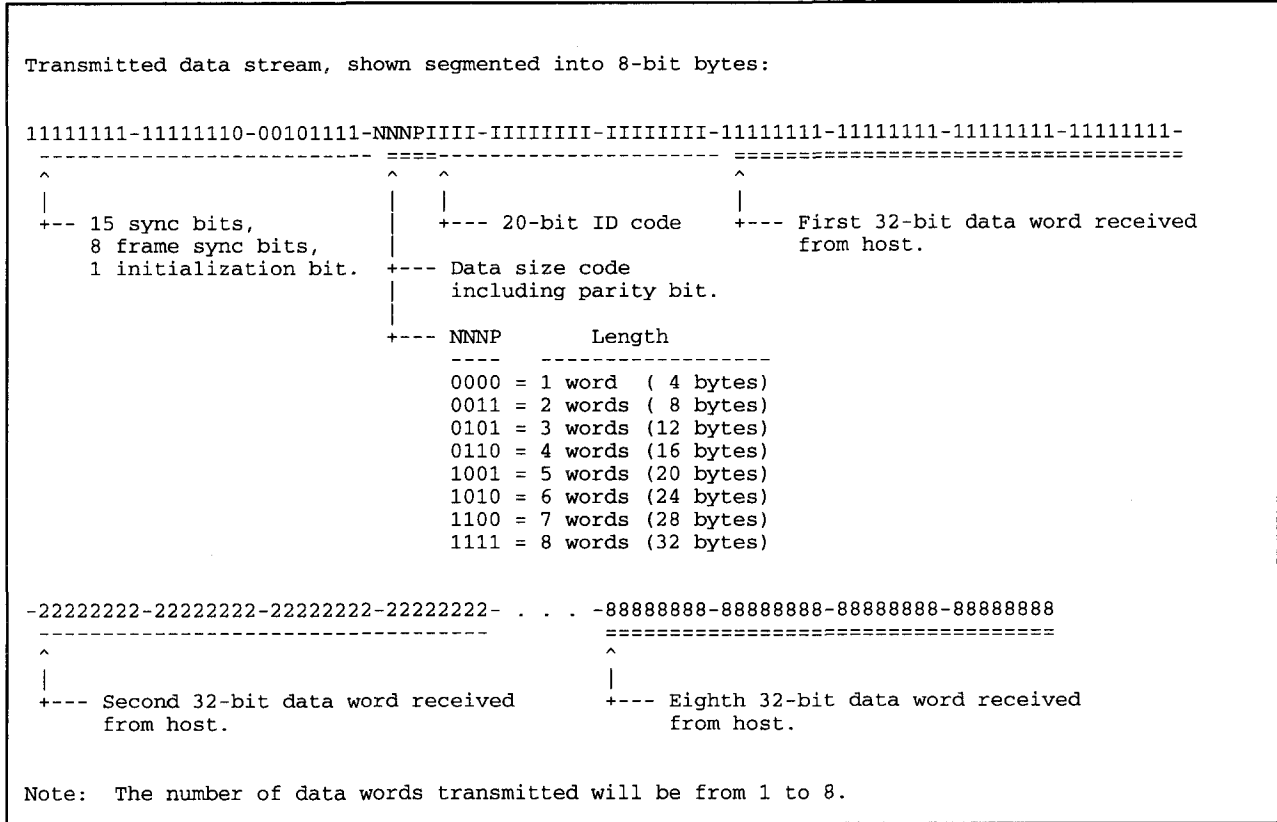 Transmitted data stream, shown segmented into 8-bit bytes:
11111111-11111110-00101111-NNNPIIII-IIIIIIII-IIIIIIII-11111111-11111111-11111111-11111111-
-------------------------- ====---------------------- ===================================
^ ^ ^ ^
| | | |
+-- 15 sync bits, | +--- 20-bit ID code +--- First 32-bit data word received
8 frame sync bits, | from host.
1 initialization bit. +--- Data size code
| including parity bit.
|
+--- NNNP Length
---- ------------------
0000 = 1 word ( 4 bytes)
0011 = 2 words ( 8 bytes)
0101 = 3 words (12 bytes)
0110 = 4 words (16 bytes)
1001 = 5 words (20 bytes)
1010 = 6 words (24 bytes)
1100 = 7 words (28 bytes)
1111 = 8 words (32 bytes)
-22222222-22222222-22222222-22222222- . . . -88888888-88888888-88888888-88888888
----------------------------------- ===================================
^ ^
| |
+--- Second 32-bit data word received +--- Eighth 32-bit data word received
from host. from host.
Note: The number of data words transmitted will be from 1 to 8.